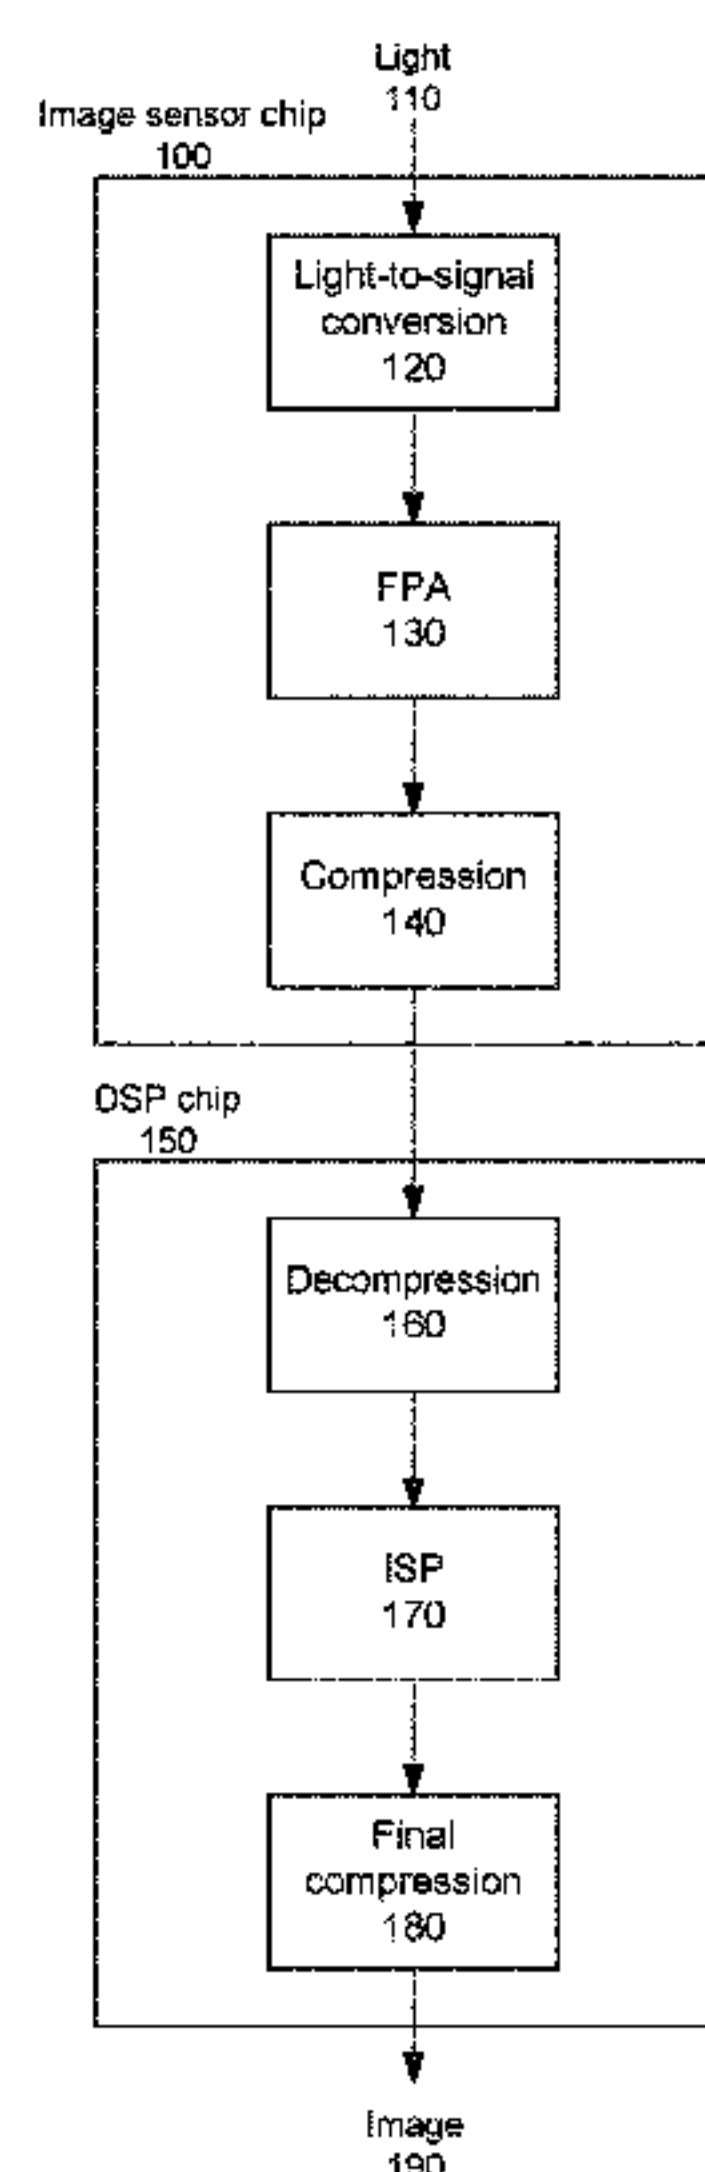 Light
110
Image sensor chip
100
Light-to-signal
conversion
120
FPA
130
Compression
140
DSP chip
150
Decompression
160
ISP
170
Final
compression
180
Image
190